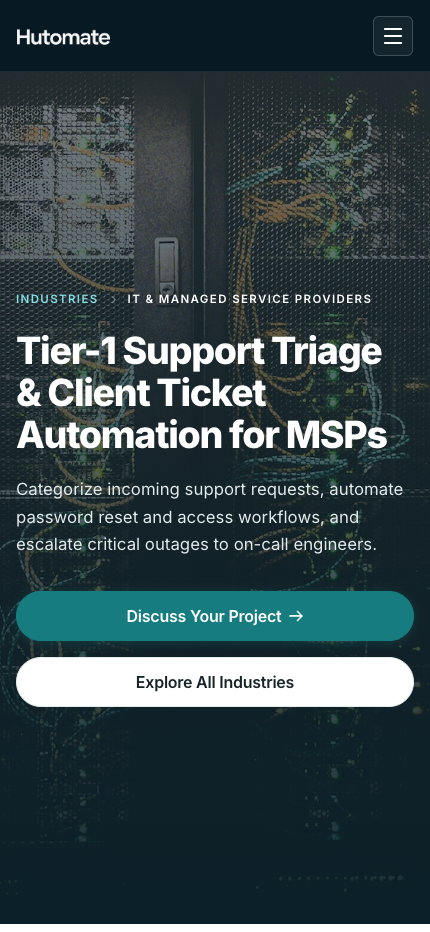 Hutomate
INDUSTRIES > IT & MANAGED SERVICE PROVIDERS
Tier-1 Support Triage
& Client Ticket
Automation for MSPs
Categorize incoming support requests, automate
password reset and access workflows, and
escalate critical outages to on-call engineers.
Discuss Your Project →
Explore All Industries